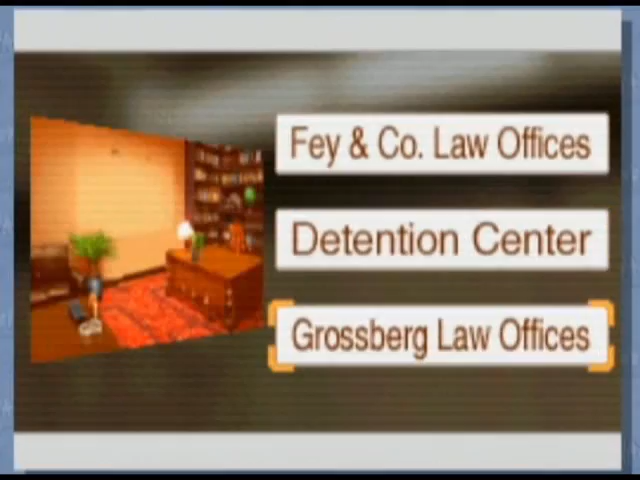 Fey & Co. Law Offices
Detention Center
Grossberg Law Offices